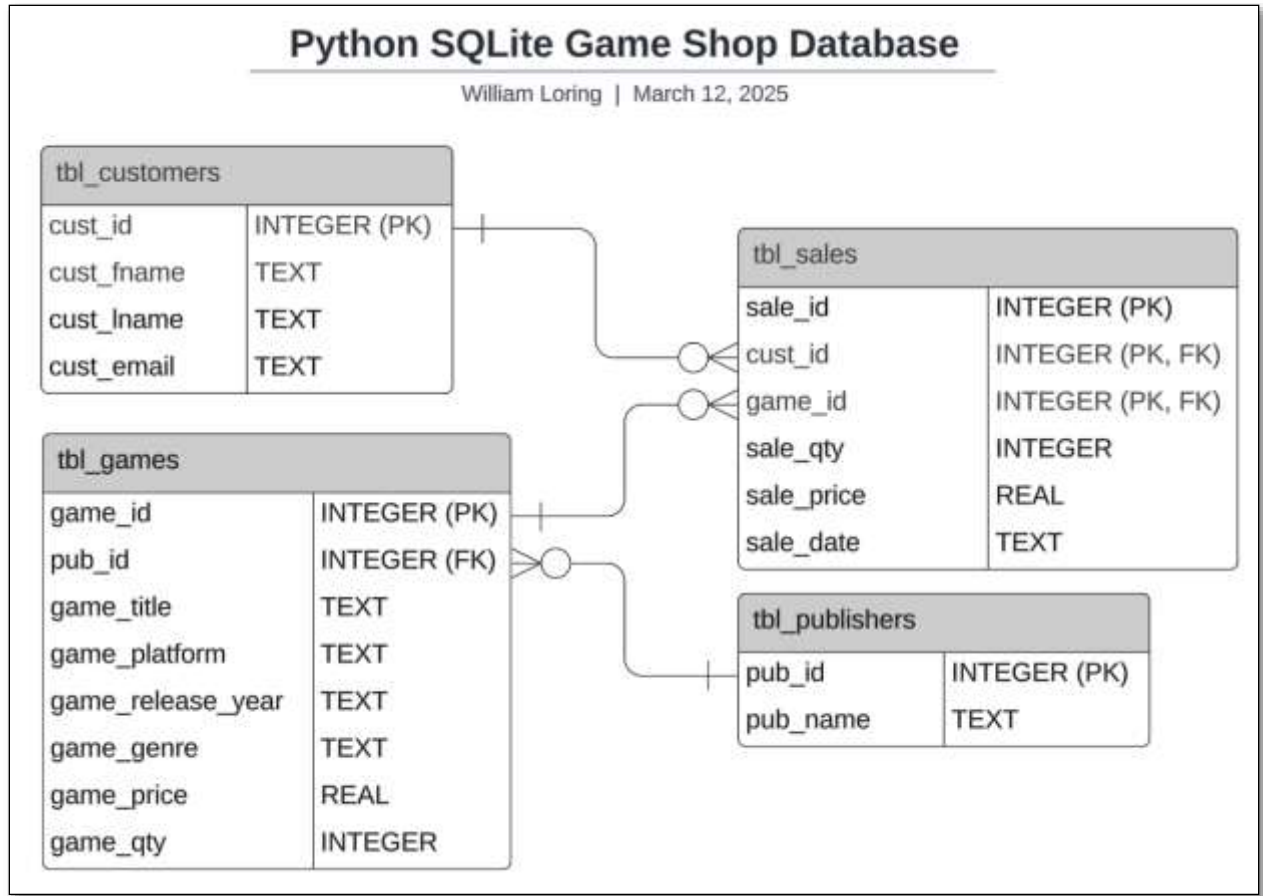 Python SQLite Game Shop Database
William Loring | March 12, 2025
tbl_customers
cust_id INTEGER (PK)
cust_fname TEXT
cust_lname TEXT
cust_email TEXT
tbl_sales
sale_id INTEGER (PK)
cust_id INTEGER (PK, FK)
game_id INTEGER (PK, FK)
sale_qty INTEGER
sale_price REAL
sale_date TEXT
tbl_games
game_id INTEGER (PK)
pub_id INTEGER (FK)
game_title TEXT
game_platform TEXT
game_release_year TEXT
game_genre TEXT
game_price REAL
game_qty INTEGER
tbl_publishers
pub_id INTEGER (PK)
pub_name TEXT